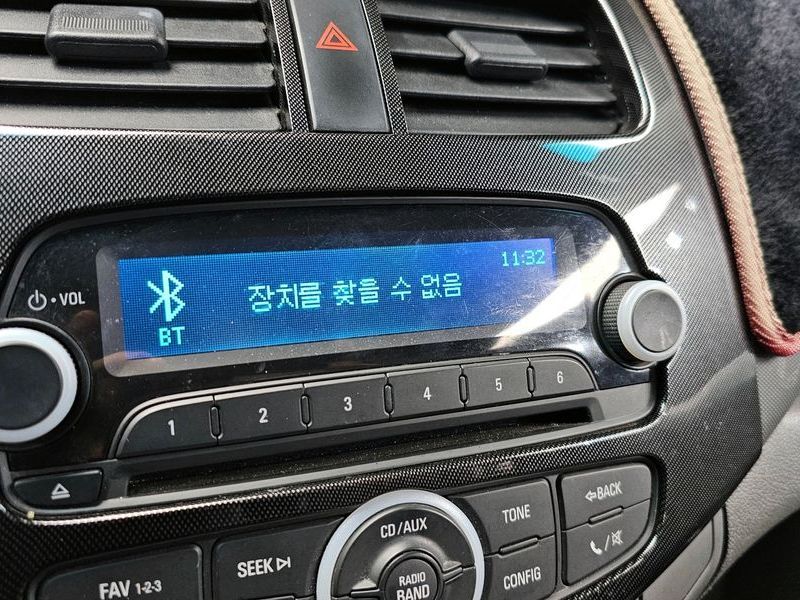 11:32
장치를 찾을 수 없음
BT
VOL
1 2 3 4 5 6
CD/AUX
TONE
BACK
SEEK
RADIO
BAND
CONFIG
FAV 1-2-3